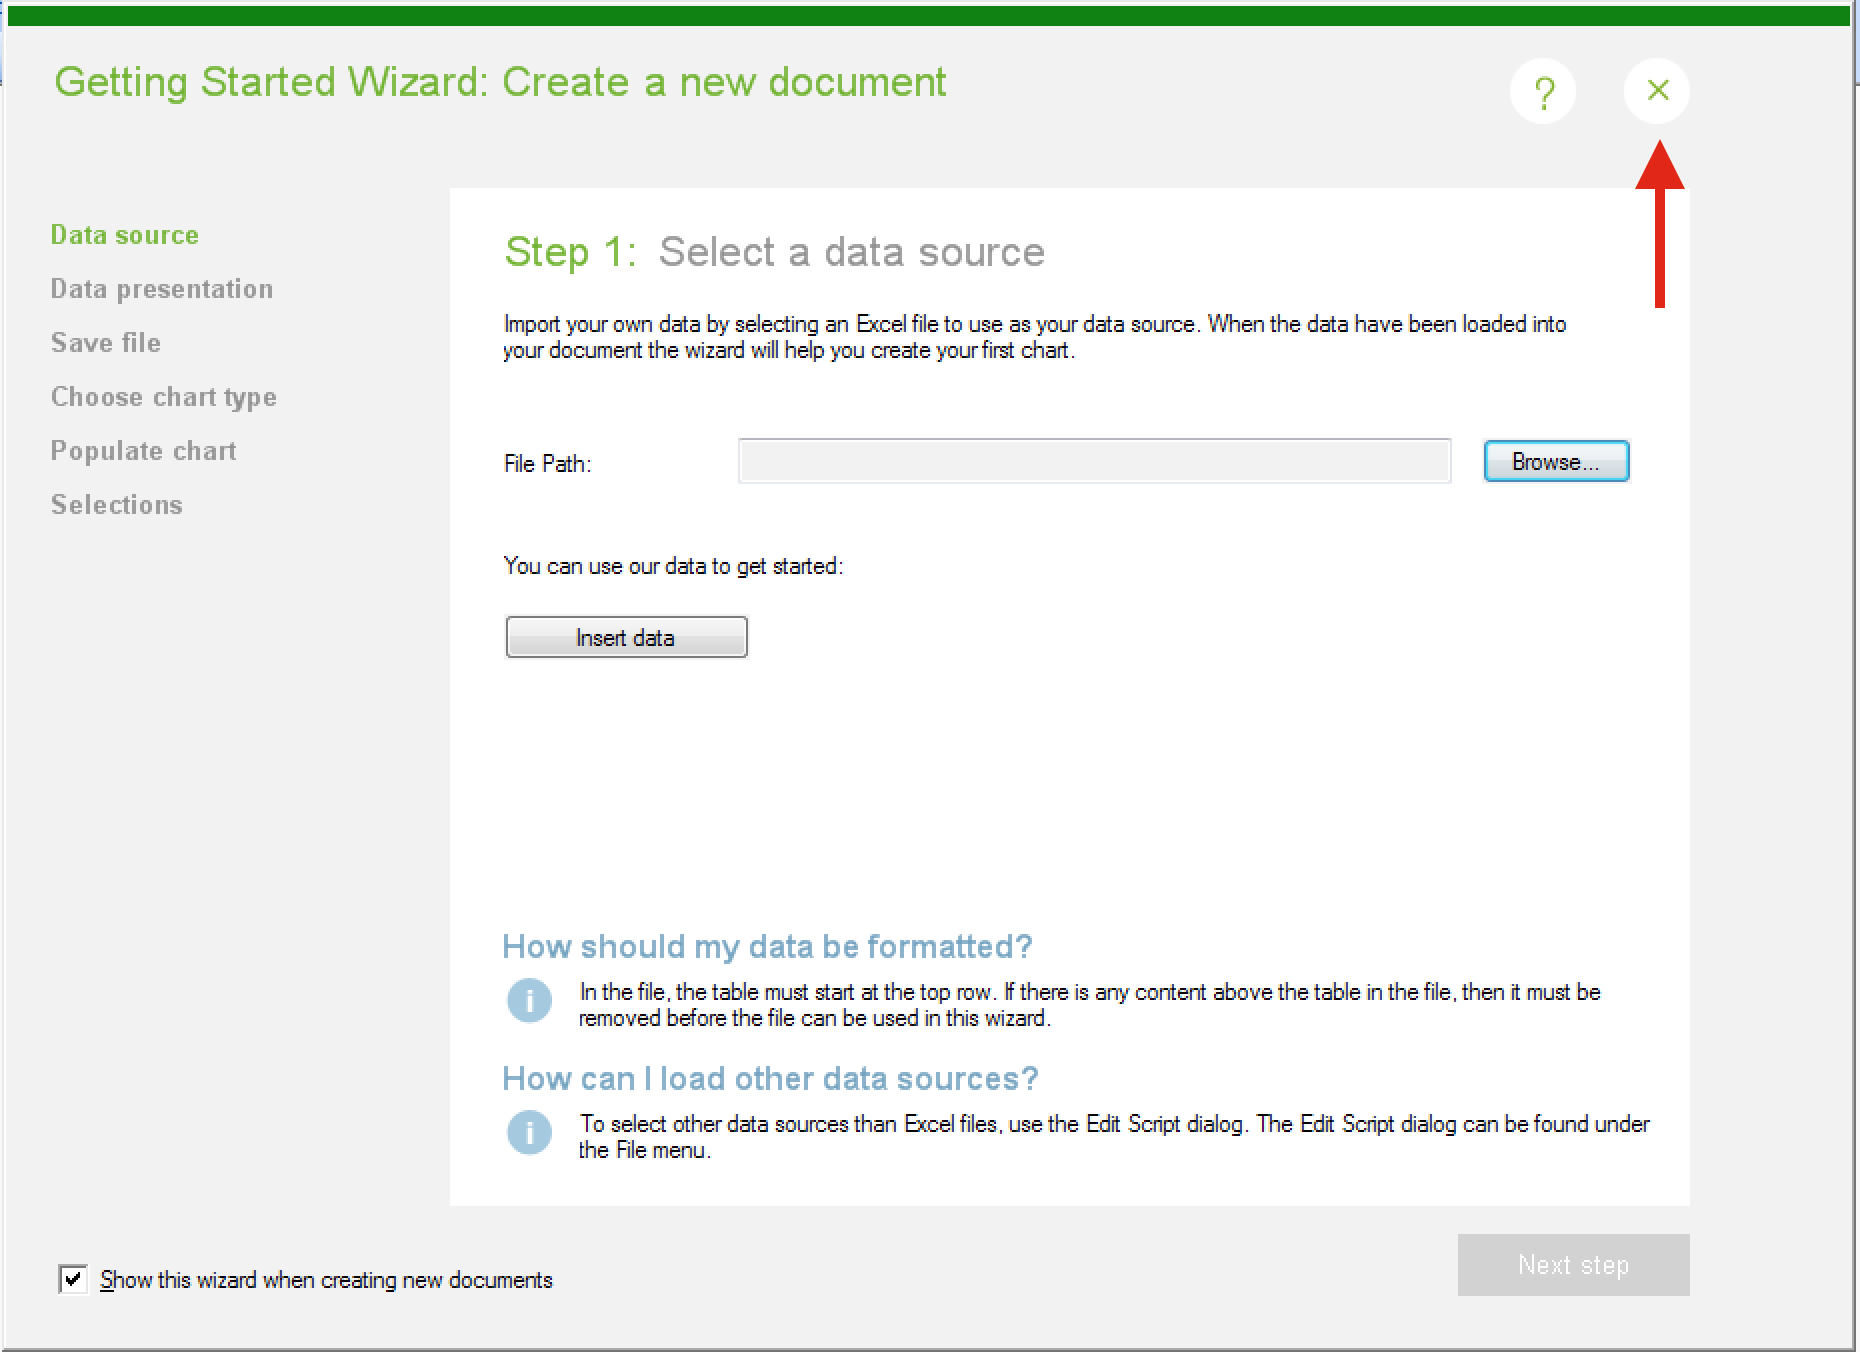 Getting Started Wizard: Create a new document
?
×
Data source
Data presentation
Save file
Choose chart type
Populate chart
Selections
Step 1: Select a data source
Import your own data by selecting an Excel file to use as your data source. When the data have been loaded into
your document the wizard will help you create your first chart.
File Path:
Browse...
You can use our data to get started:
Insert data
How should my data be formatted?
i
In the file, the table must start at the top row. If there is any content above the table in the file, then it must be
removed before the file can be used in this wizard.
How can I load other data sources?
i
To select other data sources than Excel files, use the Edit Script dialog. The Edit Script dialog can be found under
the File menu.
Show this wizard when creating new documents
Next step